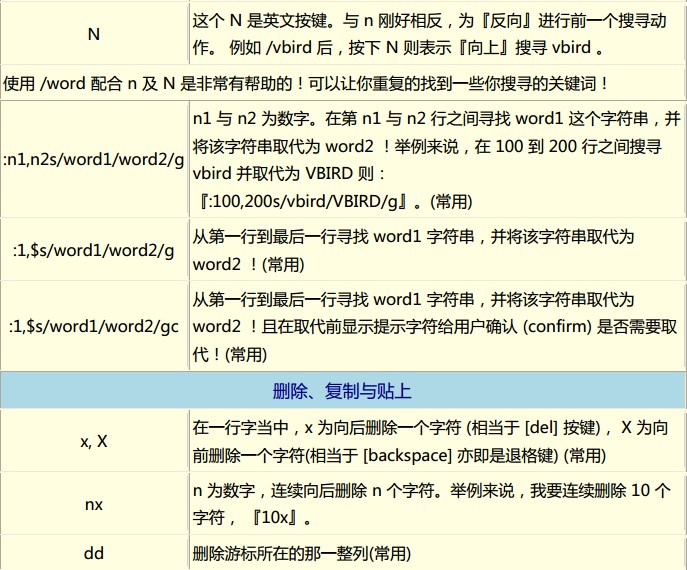 N
这个 N 是英文按键。与 n 刚好相反，为『反向』进行前一个搜寻动
作。 例如 /vbird 后，按下 N 则表示『向上』搜寻 vbird 。
使用 /word 配合 n 及 N 是非常有帮助的！可以让你重复的找到一些你搜寻的关键词！
:n1,n2s/word1/word2/g
n1 与 n2 为数字。在第 n1 与 n2 行之间寻找 word1 这个字符串，并
将该字符串取代为 word2 ！举例来说，在 100 到 200 行之间搜寻
vbird 并取代为 VBIRD 则：
『:100,200s/vbird/VBIRD/g』。(常用)
:1,$s/word1/word2/g
从第一行到最后一行寻找 word1 字符串，并将该字符串取代为
word2 ！(常用)
:1,$s/word1/word2/gc
从第一行到最后一行寻找 word1 字符串，并将该字符串取代为
word2 ！且在取代前显示提示字符给用户确认 (confirm) 是否需要取
代！(常用)
删除、复制与贴上
x, X
在一行字当中，x 为向后删除一个字符 (相当于 [del] 按键)， X 为向
前删除一个字符(相当于 [backspace] 亦即是退格键) (常用)
nx
n 为数字，连续向后删除 n 个字符。举例来说，我要连续删除 10 个
字符， 『10x』。
dd
删除游标所在的那一整列(常用)